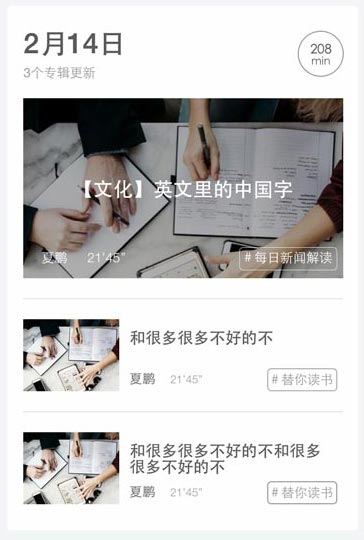 2月14日
208
min
3个专辑更新
【文化】英文里的中国字
夏鹏 21'45" # 每日新闻解读
和很多很多不好的不
夏鹏 21'45" # 替你读书
和很多很多不好的不和很多
很多不好的不
夏鹏 21'45" # 替你读书